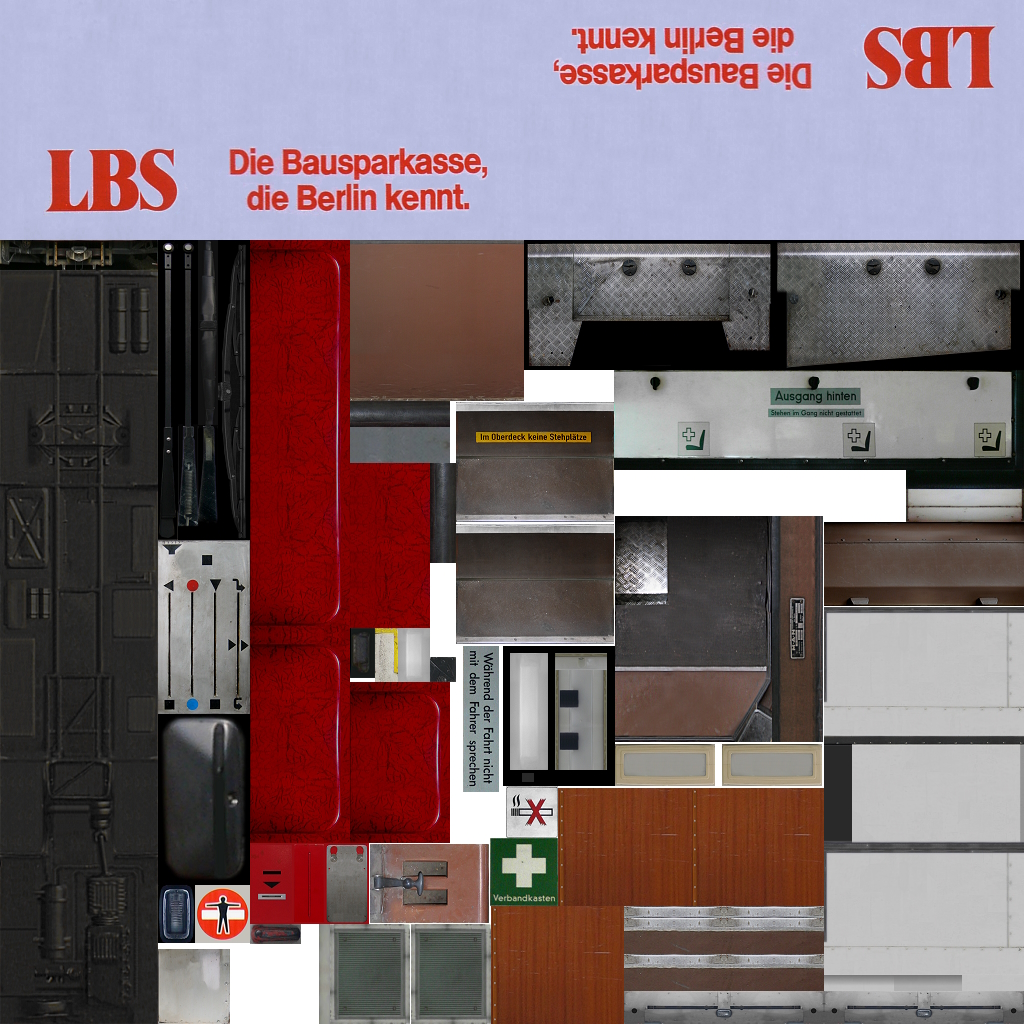 die Berlin kennt.
Die Bausparkasse,
LBS
LBS
Die Bausparkasse,
die Berlin kennt.
Ausgang hinten
Stehen im Gang nicht gestattet
Im Oberdeck keine Stehplätze
Während der Fahrt nicht
mit dem Fahrer sprechen
Verbandkasten